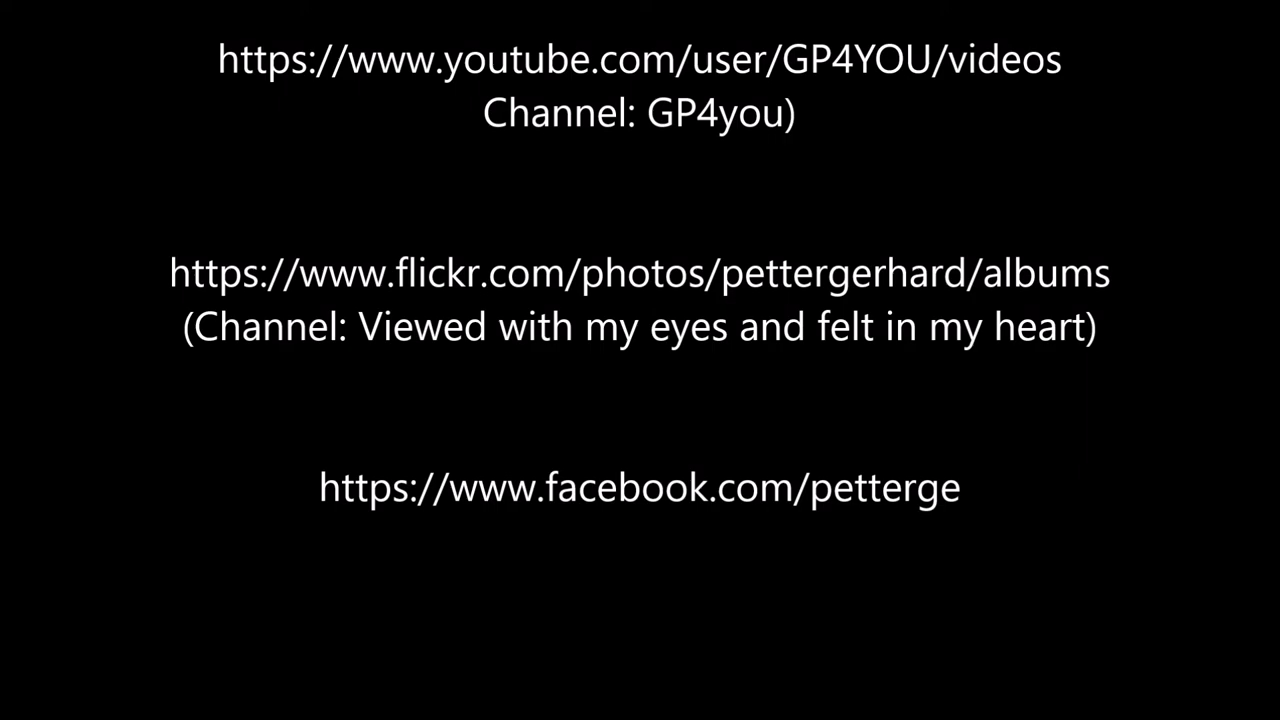 https://www.youtube.com/user/GP4YOU/videos
Channel: GP4you)
https://www.flickr.com/photos/pettergerhard/albums
(Channel: Viewed with my eyes and felt in my heart)
https://www.facebook.com/petterge